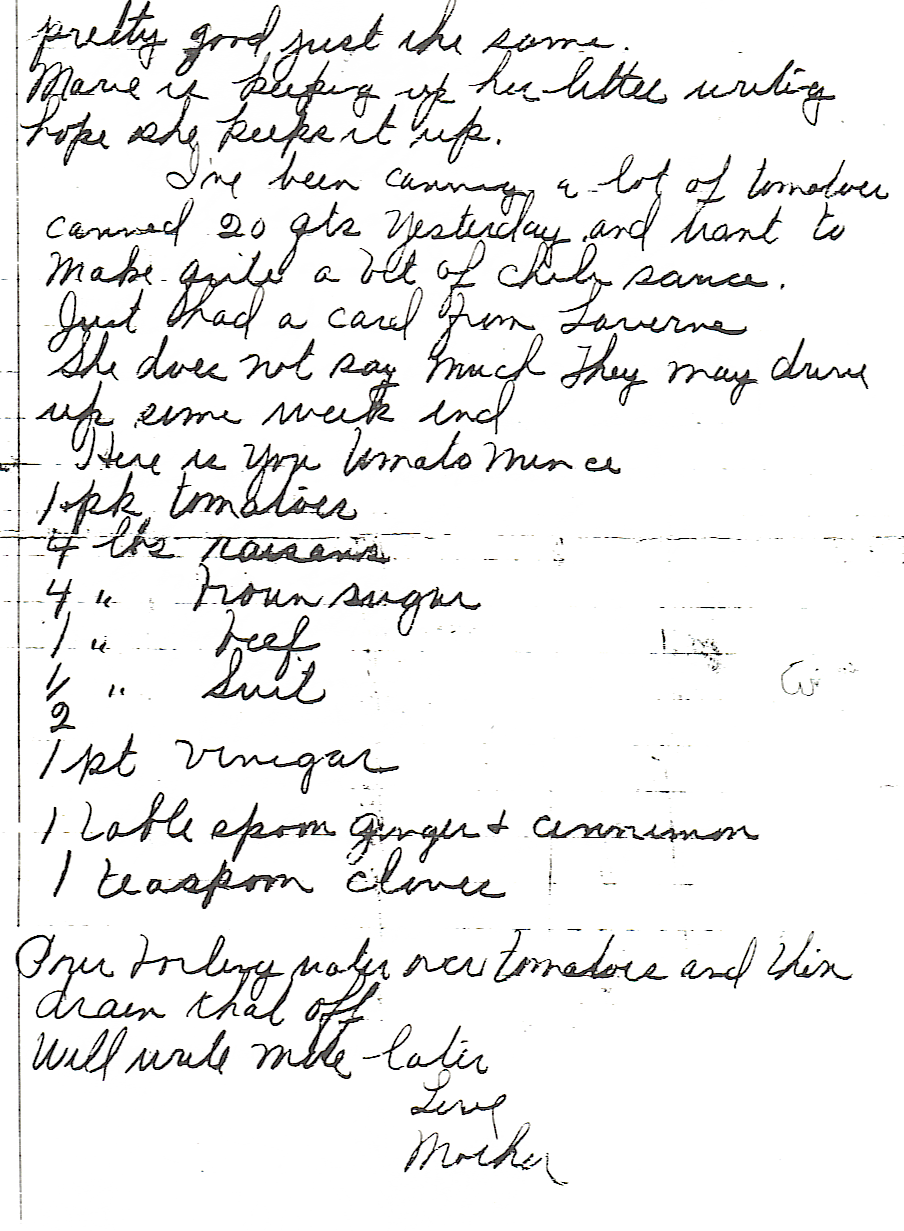 pretty good just the same.
Marie is keeping up her letter writing
hope she keeps it up.
I've been canning a lot of tomatoes
canned 20 qts Yesterday and want to
Make quite a bit of chili sauce.
Just had a card from Laverne
She does not say Much They may drive
up some week end
Here is Your tomato Mince
1 pk tomatoes
4 lbs raisens
4 " broun sugar
1 " beef
1/2 " Suit
1 pt vinegar
1 table spoon ginger + cinnimon
1 teaspoon cloves
Pour boiling water over tomatoes and then
drain that off
Will write more later
Love
Mother